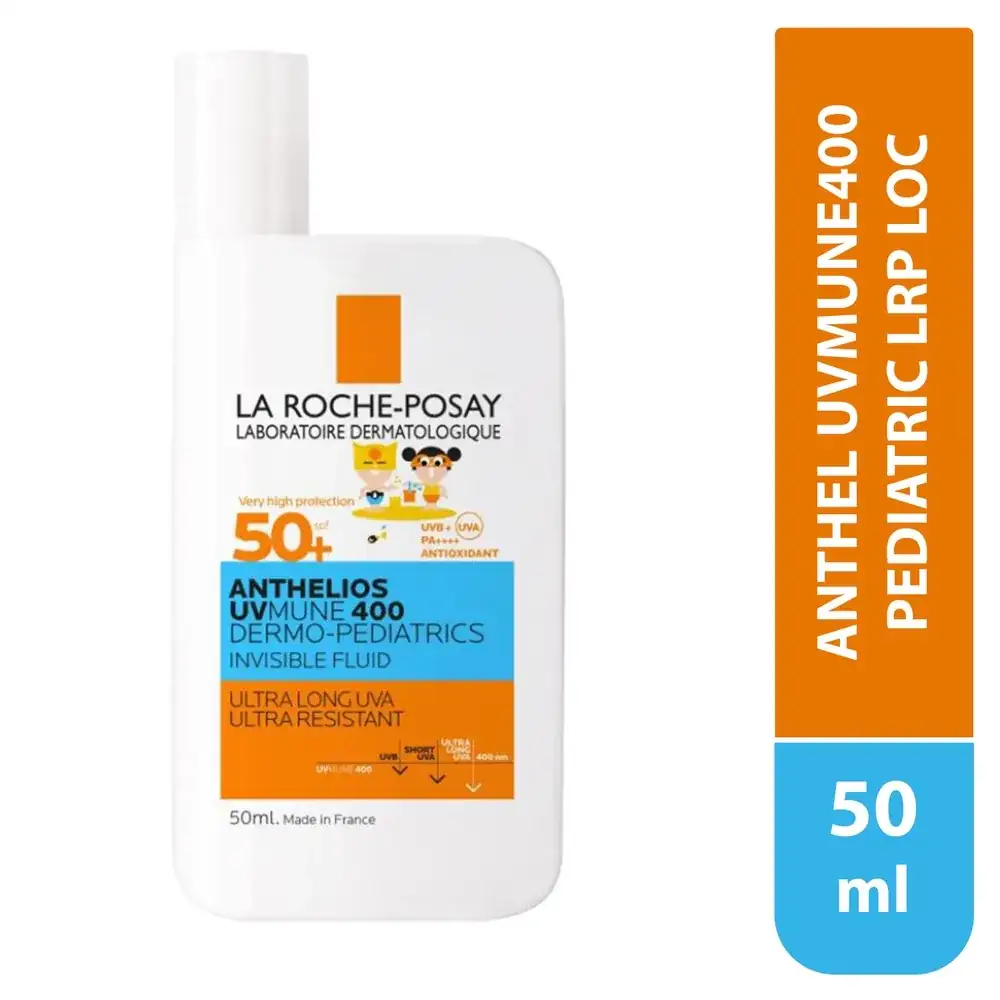 LA ROCHE-POSAY
LABORATOIRE DERMATOLOGIQUE
Very high protection
50+
UVB + UVA
PA++++
ANTIOXIDANT
ANTHELIOS
UVMUNE 400
DERMO-PEDIATRICS
INVISIBLE FLUID
ULTRA LONG UVA
ULTRA RESISTANT
UVMUNE 400
UVB
SHORT
UVA
ULTRA
LONG
UVA
400 nm
50ml. Made in France
ANTHEL UVMUNE400
PEDIATRIC LRP LOC
50
ml